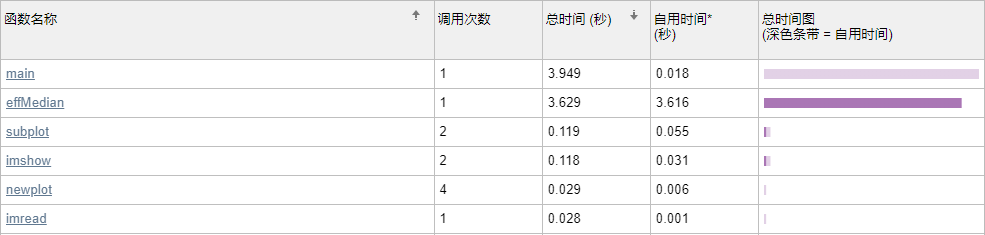 函数名称 调用次数 总时间 (秒) 自用时间* 总时间图
(秒) (深色条带 = 自用时间)
main 1 3.949 0.018
effMedian 1 3.629 3.616
subplot 2 0.119 0.055
imshow 2 0.118 0.031
newplot 4 0.029 0.006
imread 1 0.028 0.001